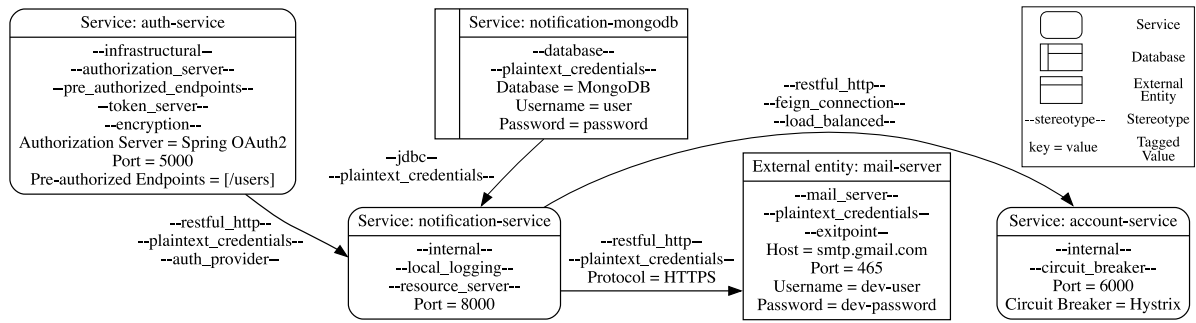 Service: auth-service
--infrastructural--
--authorization_server--
--pre_authorized_endpoints--
--token_server--
--encryption--
Authorization Server = Spring OAuth2
Port = 5000
Pre-authorized Endpoints = [/users]
Service: notification-mongodb
--database--
--plaintext_credentials--
Database = MongoDB
Username = user
Password = password
Service
Database
External
Entity
--stereotype--
Stereotype
key = value
Tagged
Value
--restful_http--
--feign_connection--
--load_balanced--
--jdbc--
--plaintext_credentials--
--restful_http--
--plaintext_credentials--
--auth_provider--
Service: notification-service
--internal--
--local_logging--
--resource_server--
Port = 8000
--restful_http--
--plaintext_credentials--
Protocol = HTTPS
External entity: mail-server
--mail_server--
--plaintext_credentials--
--exitpoint--
Host = smtp.gmail.com
Port = 465
Username = dev-user
Password = dev-password
Service: account-service
--internal--
--circuit_breaker--
Port = 6000
Circuit Breaker = Hystrix